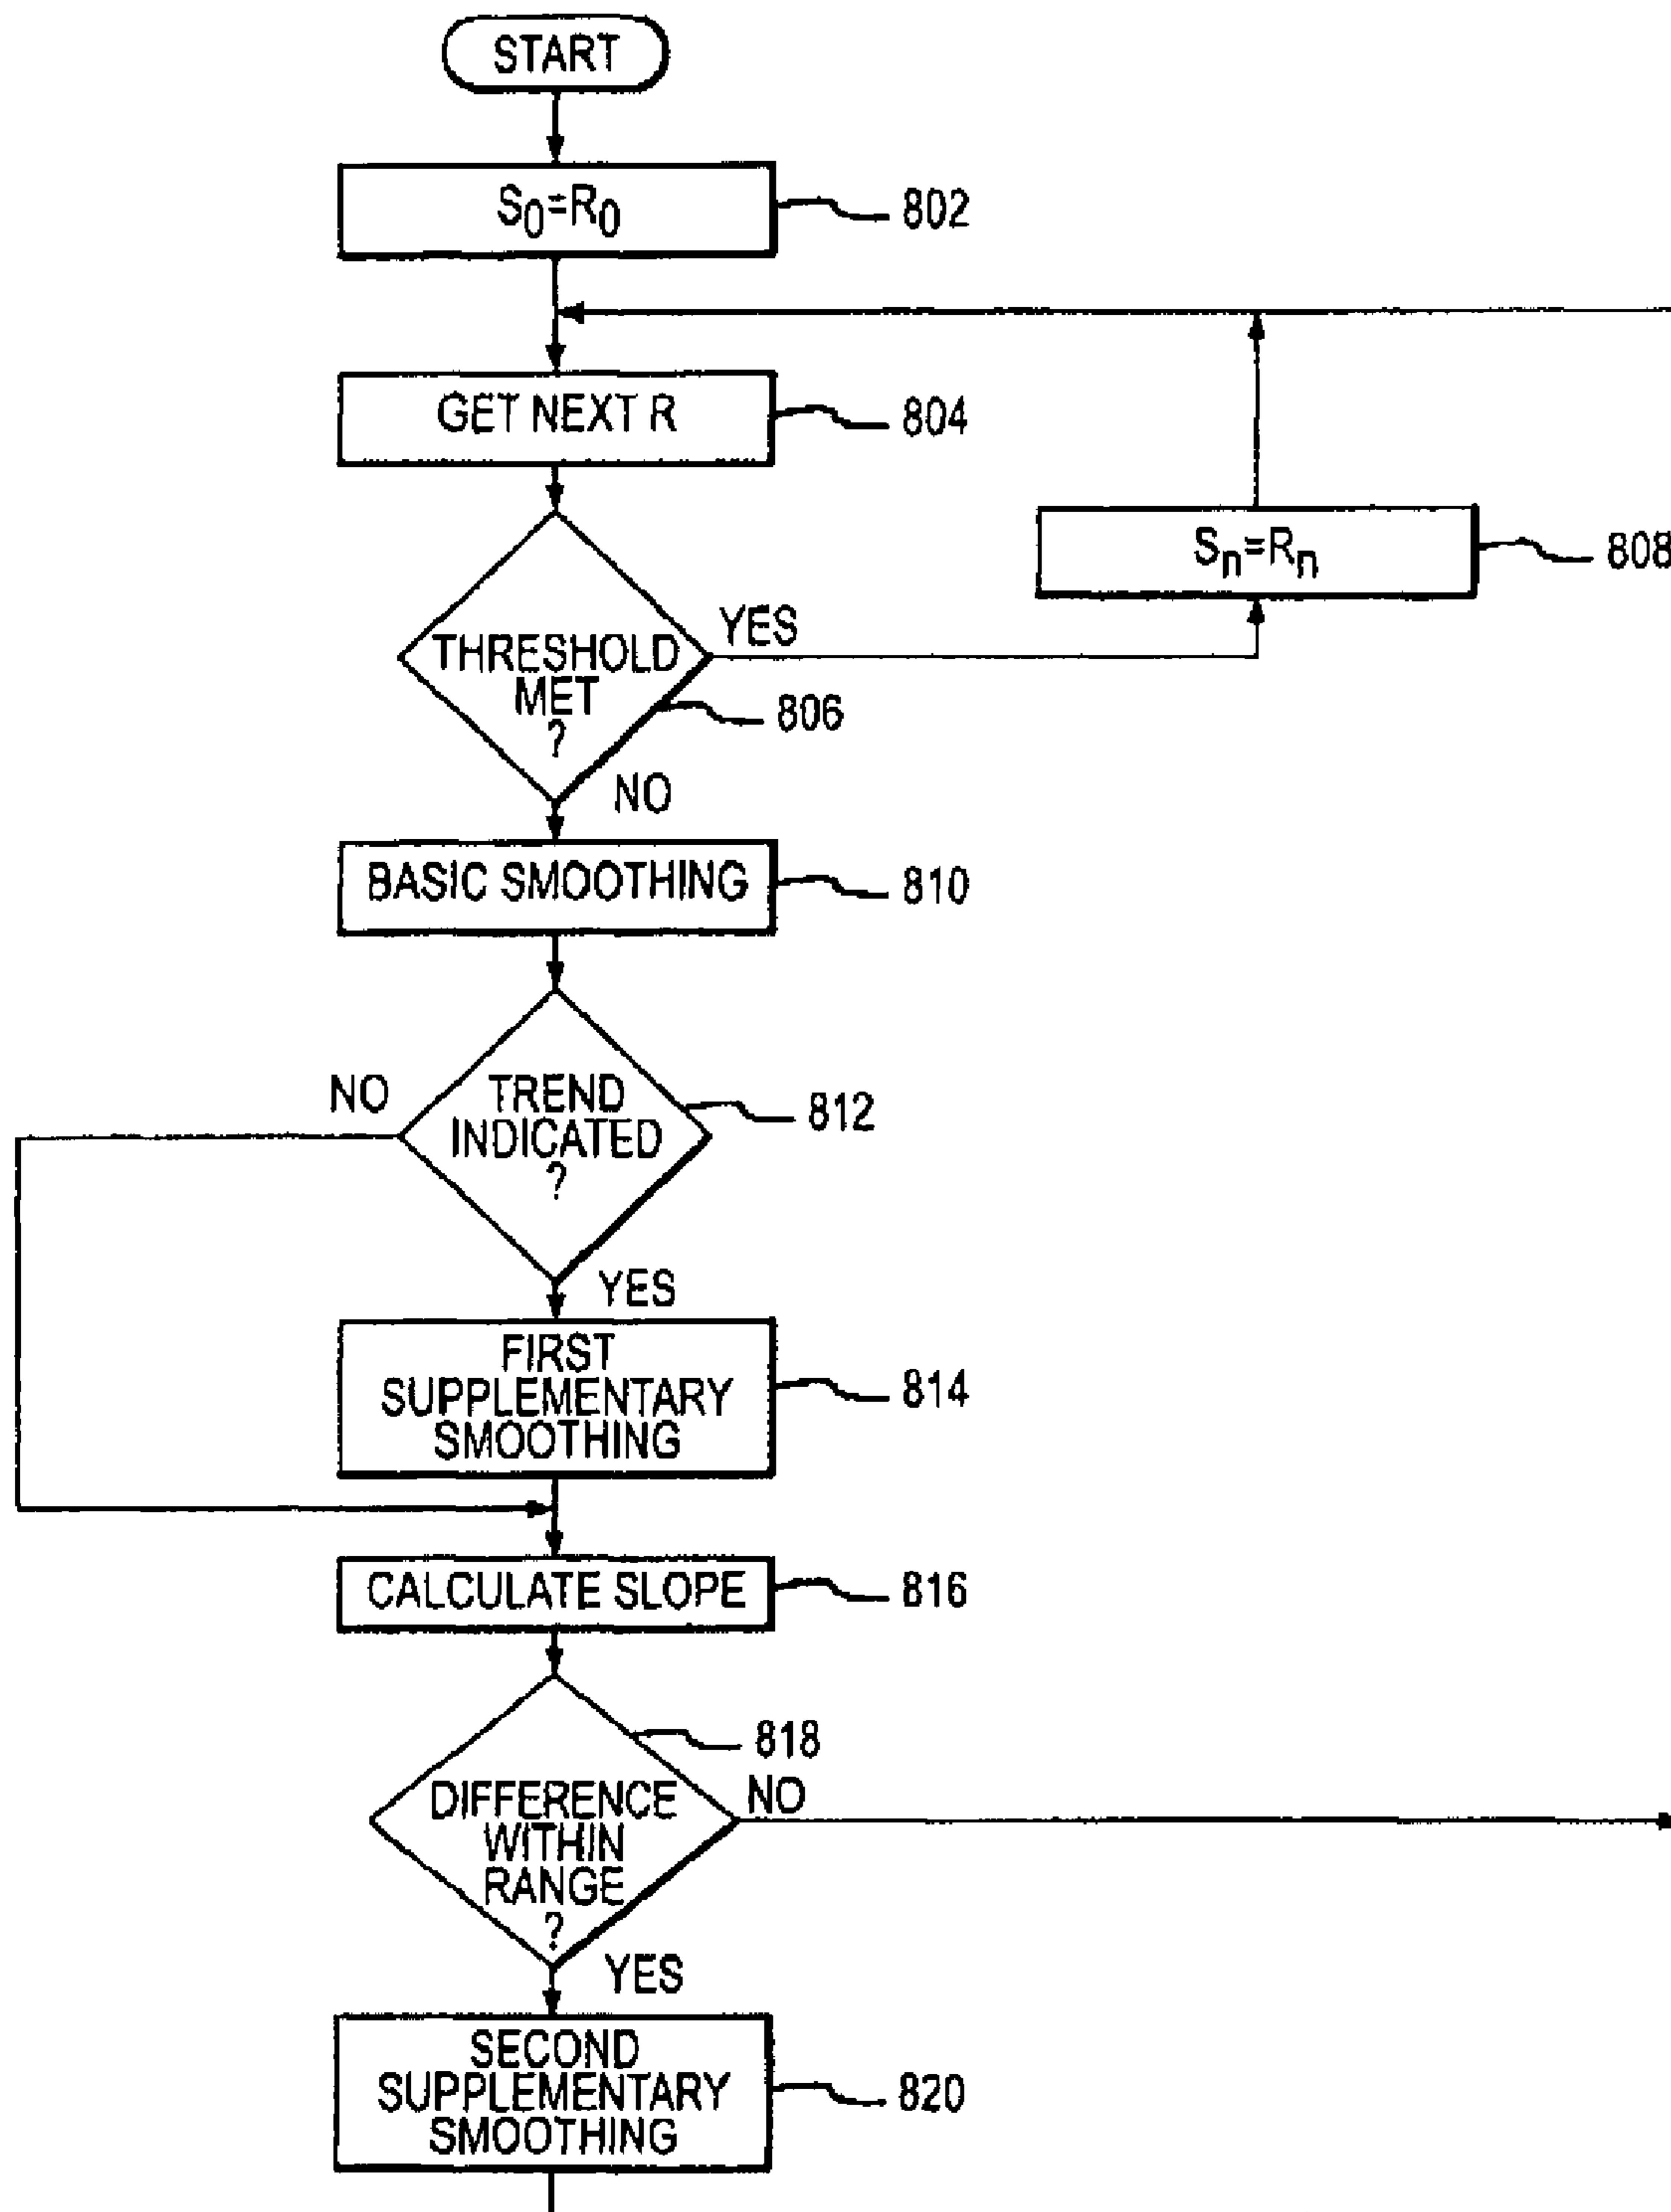 START
S₀=R₀
802
GET NEXT R
804
Sₙ=Rₙ
808
THRESHOLD
MET
?
YES
806
NO
BASIC SMOOTHING
810
TREND
INDICATED
?
NO
812
YES
FIRST
SUPPLEMENTARY
SMOOTHING
814
CALCULATE SLOPE
816
818
DIFFERENCE
WITHIN
RANGE
?
NO
YES
SECOND
SUPPLEMENTARY
SMOOTHING
820